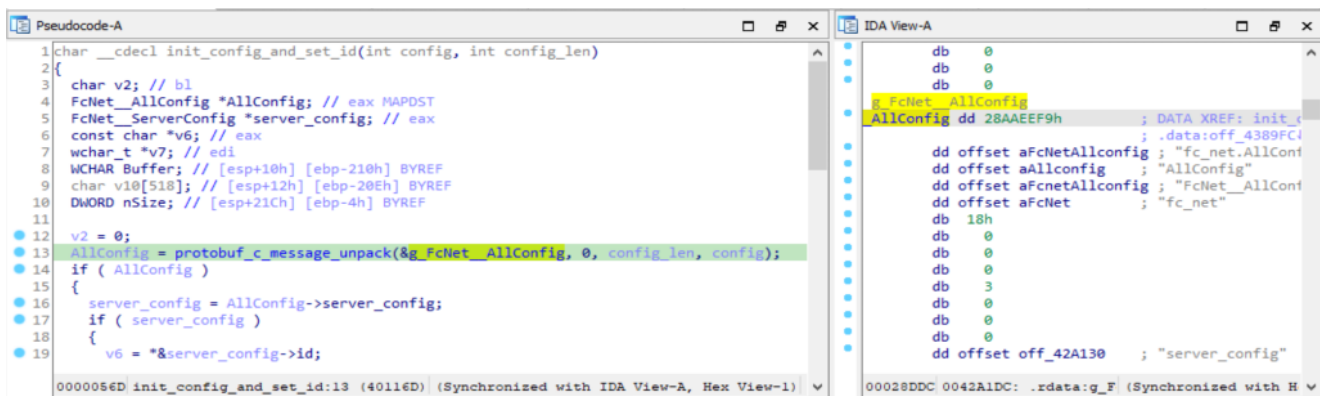 Pseudocode-A
1 char __cdecl init_config_and_set_id(int config, int config_len)
2 {
3 char v2; // bl
4 FcNet__AllConfig *AllConfig; // eax MAPDST
5 FcNet__ServerConfig *server_config; // eax
6 const char *v6; // eax
7 wchar_t *v7; // edi
8 WCHAR Buffer; // [esp+10h] [ebp-210h] BYREF
9 char v10[518]; // [esp+12h] [ebp-20Eh] BYREF
10 DWORD nSize; // [esp+21Ch] [ebp-4h] BYREF
11
12 v2 = 0;
13 AllConfig = protobuf_c_message_unpack(&g_FcNet__AllConfig, 0, config_len, config);
14 if ( AllConfig )
15 {
16 server_config = AllConfig->server_config;
17 if ( server_config )
18 {
19 v6 = *&server_config->id;
0000056D init_config_and_set_id:13 (40116D) (Synchronized with IDA View-A, Hex View-1)
IDA View-A
db 0
db 0
db 0
g_FcNet__AllConfig
_AllConfig dd 28AAEEF9h ; DATA XREF: init_c
; .data:off_4389FC↓
dd offset aFcNetAllconfig ; "fc_net.AllConf
dd offset aAllconfig ; "AllConfig"
dd offset aFcnetAllconfig ; "FcNet__AllConf
dd offset aFcNet ; "fc_net"
db 18h
db 0
db 0
db 0
db 3
db 0
db 0
db 0
dd offset off_42A130 ; "server_config"
00028DDC 0042A1DC: .rdata:g_F (Synchronized with H